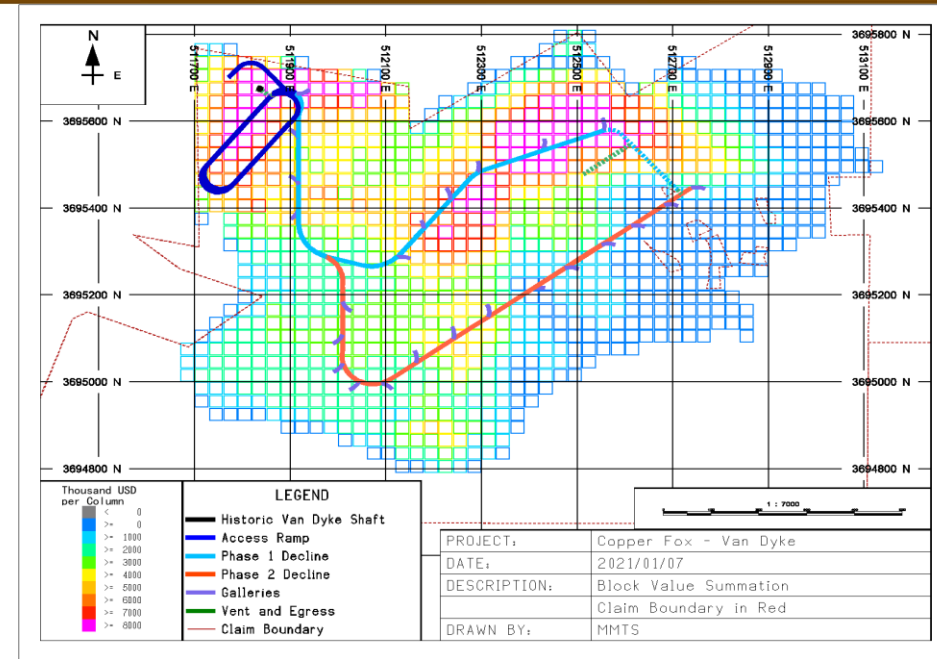 N
E
511700 E
511900 E
512100 E
512300 E
512500 E
512700 E
512900 E
513100 E
3695800 N
3695600 N
3695600 N
3695400 N
3695400 N
3695200 N
3695200 N
3695000 N
3695000 N
3694800 N
3694800 N
Thousand USD
per Column
< 0
>= 0
>= 1000
>= 2000
>= 3000
>= 4000
>= 5000
>= 6000
>= 7000
>= 8000
LEGEND
Historic Van Dyke Shaft
Access Ramp
Phase 1 Decline
Phase 2 Decline
Galleries
Vent and Egress
Claim Boundary
1 : 7000
PROJECT: Copper Fox - Van Dyke
DATE: 2021/01/07
DESCRIPTION: Block Value Summation
Claim Boundary in Red
DRAWN BY: MMTS